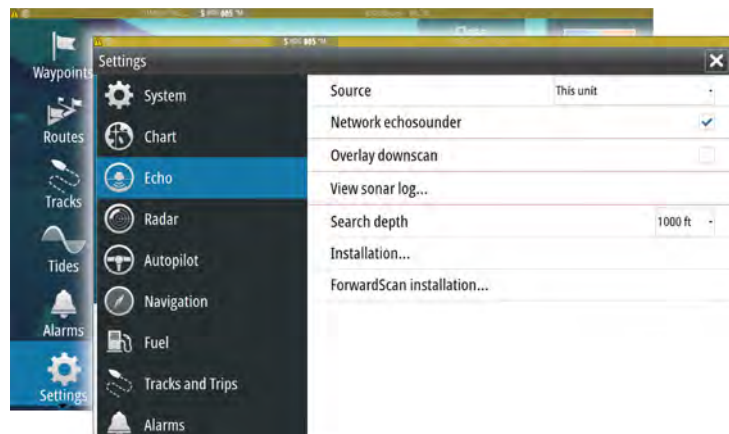 Waypoints
Routes
Tracks
Tides
Alarms
Settings
Settings
System
Chart
Echo
Radar
Autopilot
Navigation
Fuel
Tracks and Trips
Alarms
Source
This unit
Network echosounder
Overlay downscan
View sonar log...
Search depth
1000 ft
Installation...
ForwardScan installation...